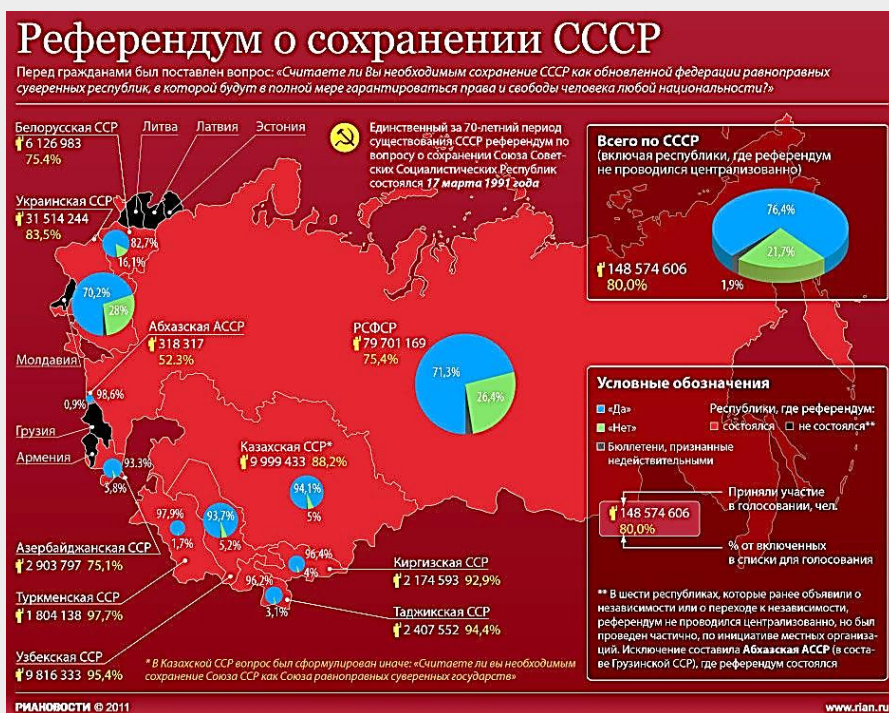 Референдум о сохранении СССР
Перед гражданами был поставлен вопрос: «Считаете ли Вы необходимым сохранение СССР как обновленной федерации равноправных
суверенных республик, в которой будут в полной мере гарантироваться права и свободы человека любой национальности?»
Белорусская ССР
6 126 983
75.4%
Литва
Латвия
Эстония
Единственный за 70-летний период
существования СССР референдум по
вопросу о сохранении Союза Совет-
ских Социалистических Республик
состоялся 17 марта 1991 года
Всего по СССР
(включая республики, где референдум
не проводился централизованно)
76,4%
21,7%
1,9%
148 574 606
80,0%
Украинская ССР
31 514 244
83,5%
82,7%
16,1%
70,2%
28%
Абхазская АССР
318 317
52.3%
Молдавия
98,6%
0,9%
Грузия
Армения
РСФСР
79 701 169
75,4%
71,3%
26,4%
Казахская ССР*
9 999 433 88,2%
94,1%
5%
93.3%
5,8%
97,9%
1,7%
93,7%
5,2%
96,4%
4%
96.2%
3,1%
Азербайджанская ССР
2 903 797 75,1%
Туркменская ССР
1 804 138 97,7%
Узбекская ССР
9 816 333 95,4%
Киргизская ССР
2 174 593 92,9%
Таджикская ССР
2 407 552 94,4%
* В Казахской ССР вопрос был сформулирован иначе: «Считаете ли вы необходимым
сохранение Союза ССР как Союза равноправных суверенных государств»
Условные обозначения
«Да»
«Нет»
Бюллетени, признанные
недействительными
Республики, где референдум:
состоялся
не состоялся**
148 574 606
80,0%
Приняли участие
в голосовании, чел.
% от включенных
в списки для голосования
** В шести республиках, которые ранее объявили о
независимости или о переходе к независимости,
референдум не проводился централизованно, но был
проведен частично, по инициативе местных организа-
ций. Исключение составила Абхазская АССР (в соста-
ве Грузинской ССР), где референдум состоялся
РИАНОВОСТИ © 2011
www.rian.ru